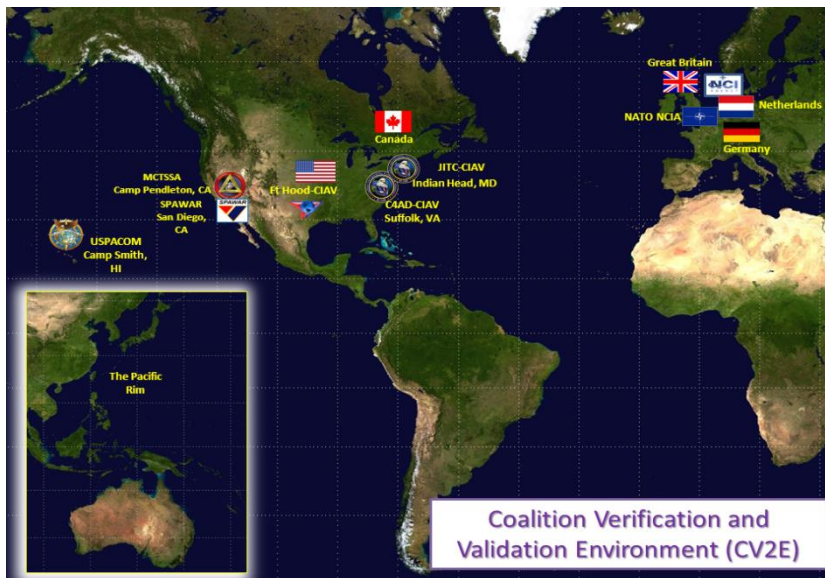 Great Britain
NCI
AGENCY
Netherlands
NATO NCIA
Germany
Canada
JITC-CIAV
Indian Head, MD
MCTSSA
Camp Pendleton, CA
Ft Hood-CIAV
SPAWAR
San Diego,
CA
SPAWAR
C4AD-CIAV
Suffolk, VA
USPACOM
Camp Smith,
HI
The Pacific
Rim
Coalition Verification and
Validation Environment (CV2E)